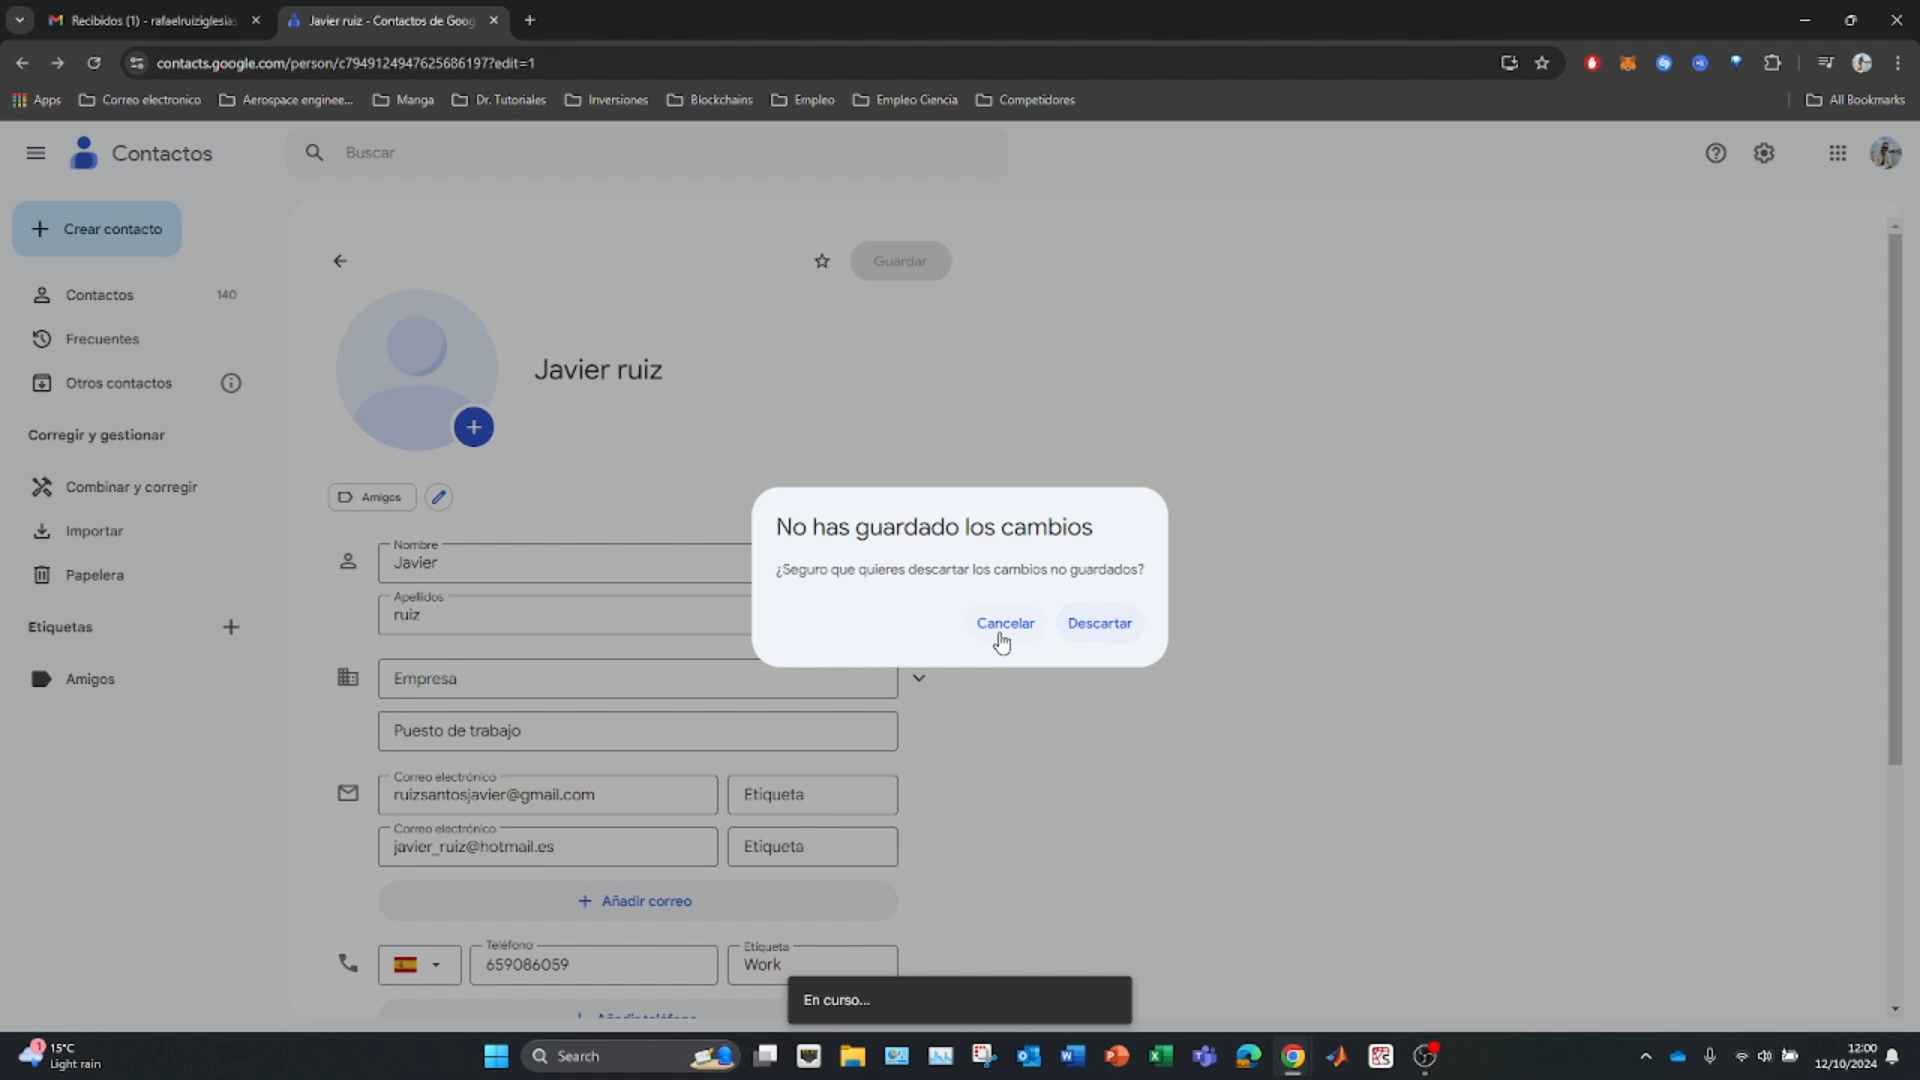 Recibidos (1) - rafaelruiziglesias
Javier ruiz - Contactos de Goog
contacts.google.com/person/c7949124947625686197?edit=1
Apps
Correo electronico
Aerospace enginee...
Manga
Dr. Tutoriales
Inversiones
Blockchains
Empleo
Empleo Ciencia
Competidores
All Bookmarks
Contactos
Buscar
Crear contacto
Contactos 140
Frecuentes
Otros contactos
Corregir y gestionar
Combinar y corregir
Importar
Papelera
Etiquetas
Amigos
Guardar
Javier ruiz
Amigos
Nombre
Javier
Apellidos
ruiz
Empresa
Puesto de trabajo
Correo electrónico
ruizsantosjavier@gmail.com
Etiqueta
Correo electrónico
javier_ruiz@hotmail.es
Etiqueta
Añadir correo
Teléfono
659086059
Etiqueta
Work
Añadir teléfono
No has guardado los cambios
¿Seguro que quieres descartar los cambios no guardados?
Cancelar
Descartar
En curso...
1
15°C
Light rain
Search
12:00
12/10/2024